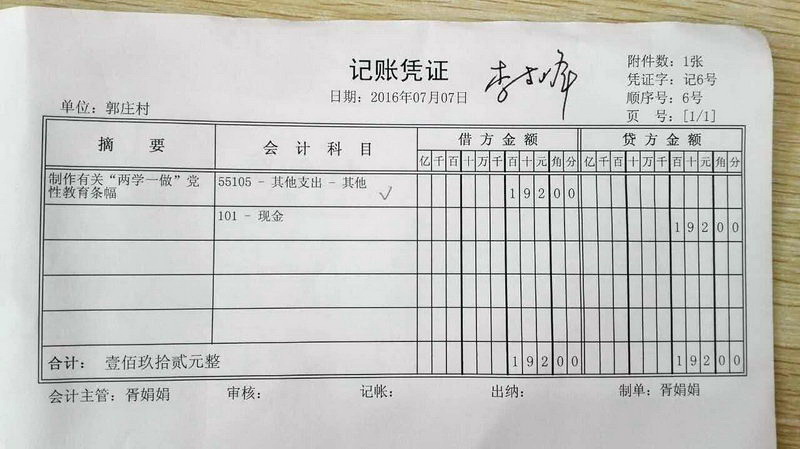 记账凭证
日期：2016年07月07日
附件数：1张
凭证字：记6号
顺序号：6号
页 号：[1/1]
单位：郭庄村
摘 要 会 计 科 目 借 方 金 额 贷 方 金 额
亿 千 百 十 万 千 百 十 元 角 分 亿 千 百 十 万 千 百 十 元 角 分
制作有关“两学一做”党 55105 - 其他支出 - 其他 1 9 2 0 0
性教育条幅
101 - 现金 1 9 2 0 0
合计： 壹佰玖拾贰元整 1 9 2 0 0 1 9 2 0 0
会计主管：胥娟娟 审核： 记帐： 出纳： 制单：胥娟娟